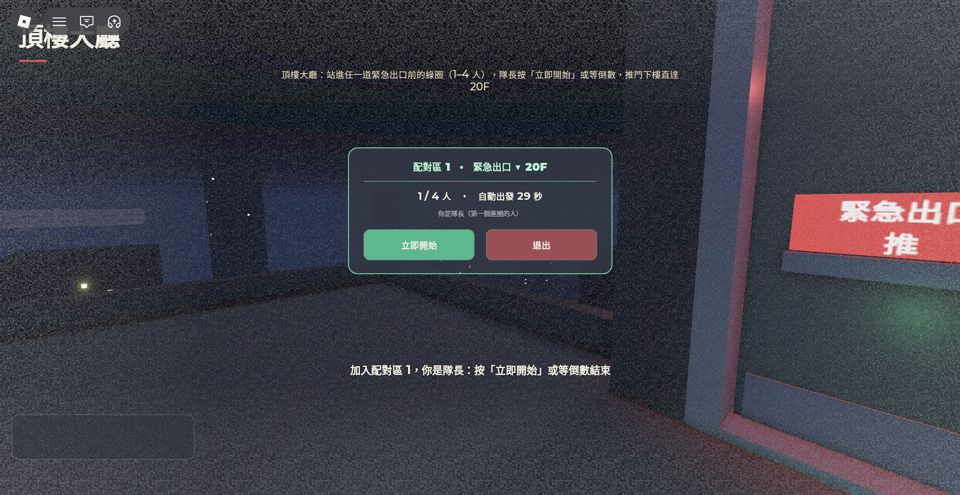 頂樓大廳
頂樓大廳：站進任一道緊急出口前的綠圈（1–4 人），隊長按「立即開始」或等倒數，推門下樓直達
20F
配對區 1 • 緊急出口 ▼ 20F
1 / 4 人 • 自動出發 29 秒
你是隊長（第一個進圈的人）
立即開始
退出
緊急出口
推
加入配對區 1，你是隊長：按「立即開始」或等倒數結束